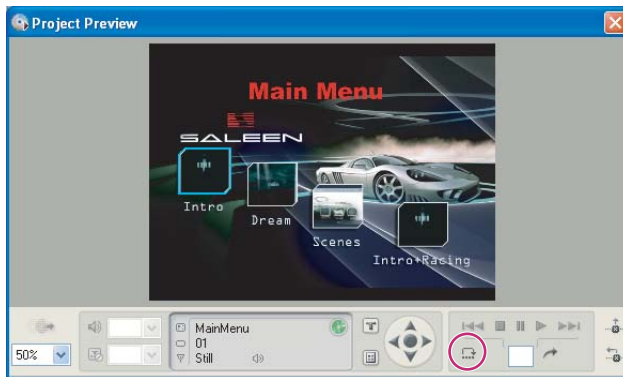 Project Preview
Main Menu
SALEEN
Intro
Dream
Scenes
Intro+Racing
50%
MainMenu
01
Still